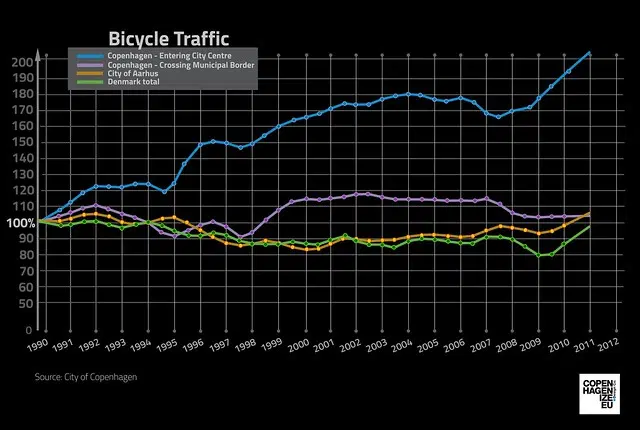 Bicycle Traffic
Copenhagen - Entering City Centre
Copenhagen - Crossing Municipal Border
City of Aarhus
Denmark total
200
190
180
170
160
150
140
130
120
110
100%
90
80
70
60
50
0
1990 1991 1992 1993 1994 1995 1996 1997 1998 1999 2000 2001 2002 2003 2004 2005 2006 2007 2008 2009 2010 2011 2012
Source: City of Copenhagen
COPEN
HAGEN
IZE
EU